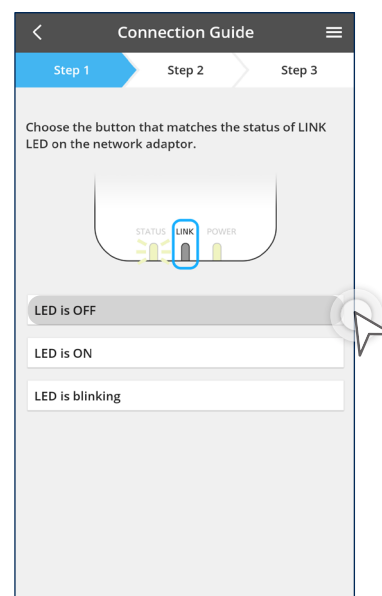 Connection Guide
Step 1 Step 2 Step 3
Choose the button that matches the status of LINK
LED on the network adaptor.
STATUS LINK POWER
LED is OFF
LED is ON
LED is blinking